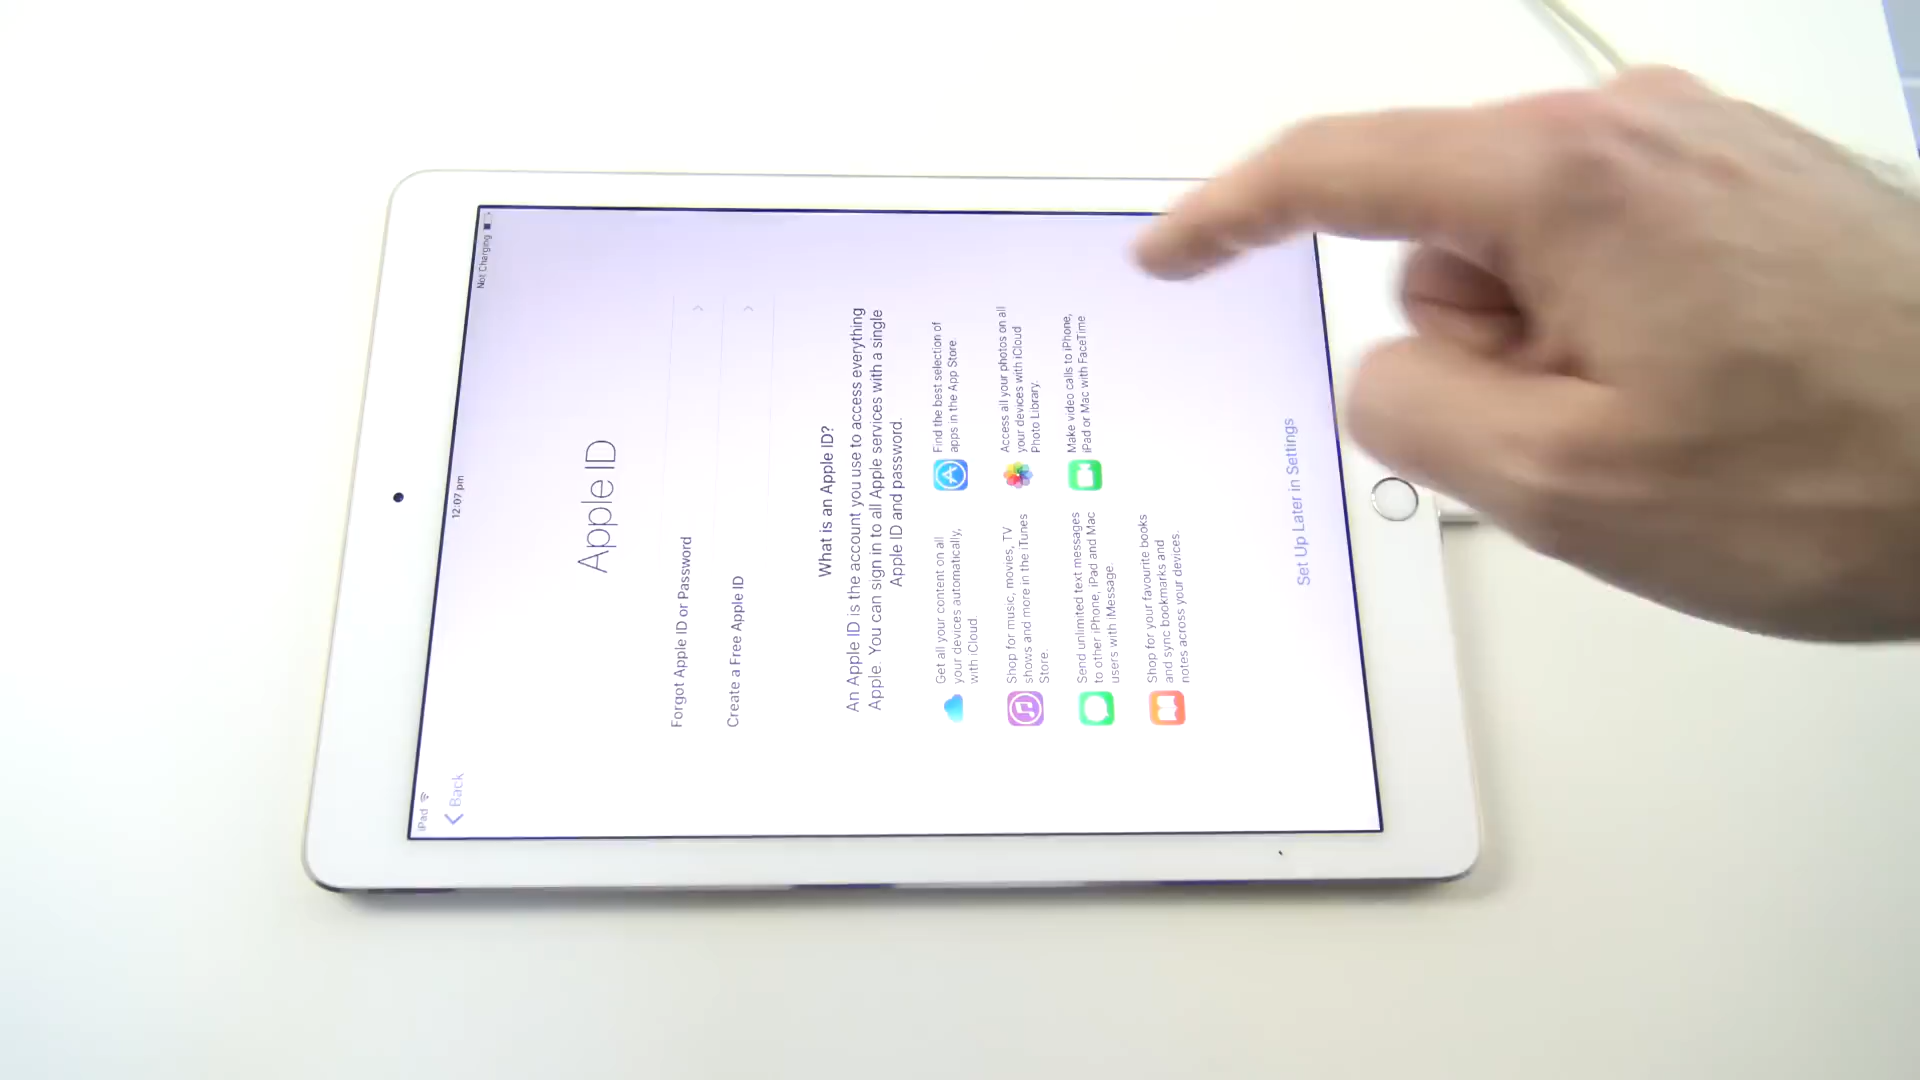 iPad
12:07 pm
Not Charging
Back
Apple ID
Forgot Apple ID or Password
Create a Free Apple ID
What is an Apple ID?
An Apple ID is the account you use to access everything
Apple. You can sign in to all Apple services with a single
Apple ID and password.
Get all your content on all
your devices automatically,
with iCloud.
Find the best selection of
apps in the App Store.
Shop for music, movies, TV
shows and more in the iTunes
Store.
Access all your photos on all
your devices with iCloud
Photo Library.
Send unlimited text messages
to other iPhone, iPad and Mac
users with iMessage.
Make video calls to iPhone,
iPad or Mac with FaceTime
Shop for your favourite books
and sync bookmarks and
notes across your devices.
Set Up Later in Settings